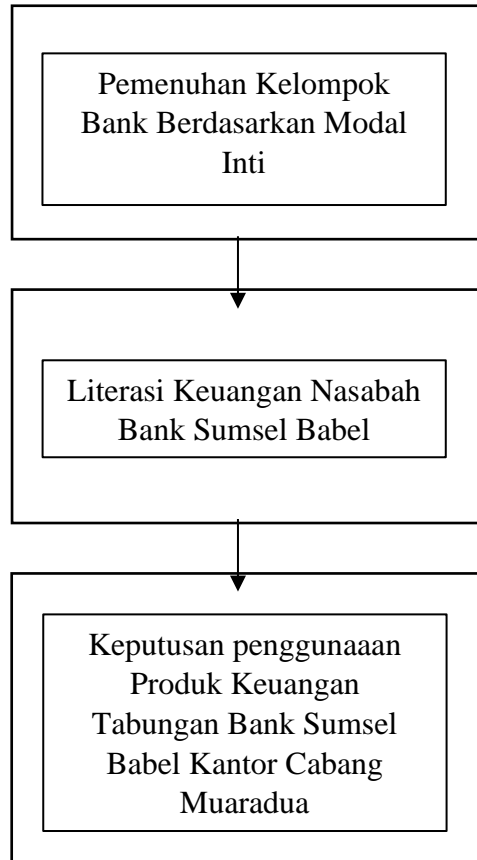 Pemenuhan Kelompok
Bank Berdasarkan Modal
Inti
Literasi Keuangan Nasabah
Bank Sumsel Babel
Keputusan penggunaaan
Produk Keuangan
Tabungan Bank Sumsel
Babel Kantor Cabang
Muaradua